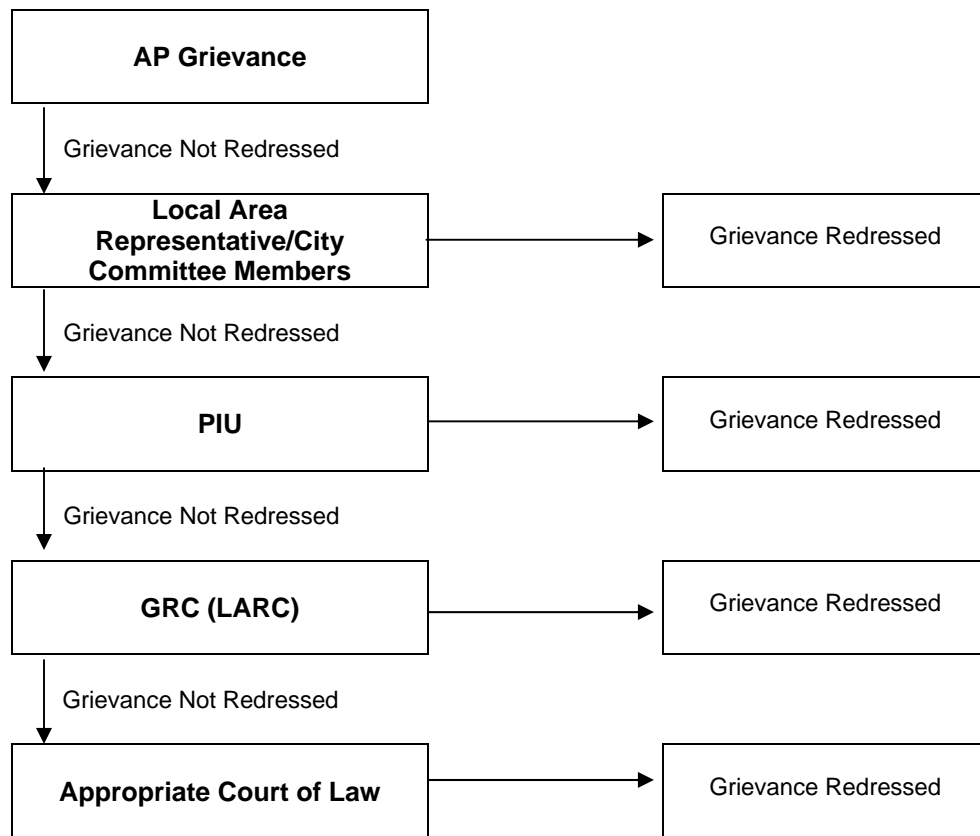 AP Grievance
Grievance Not Redressed
Local Area
Representative/City
Committee Members
Grievance Redressed
Grievance Not Redressed
PIU
Grievance Redressed
Grievance Not Redressed
GRC (LARC)
Grievance Redressed
Grievance Not Redressed
Appropriate Court of Law
Grievance Redressed